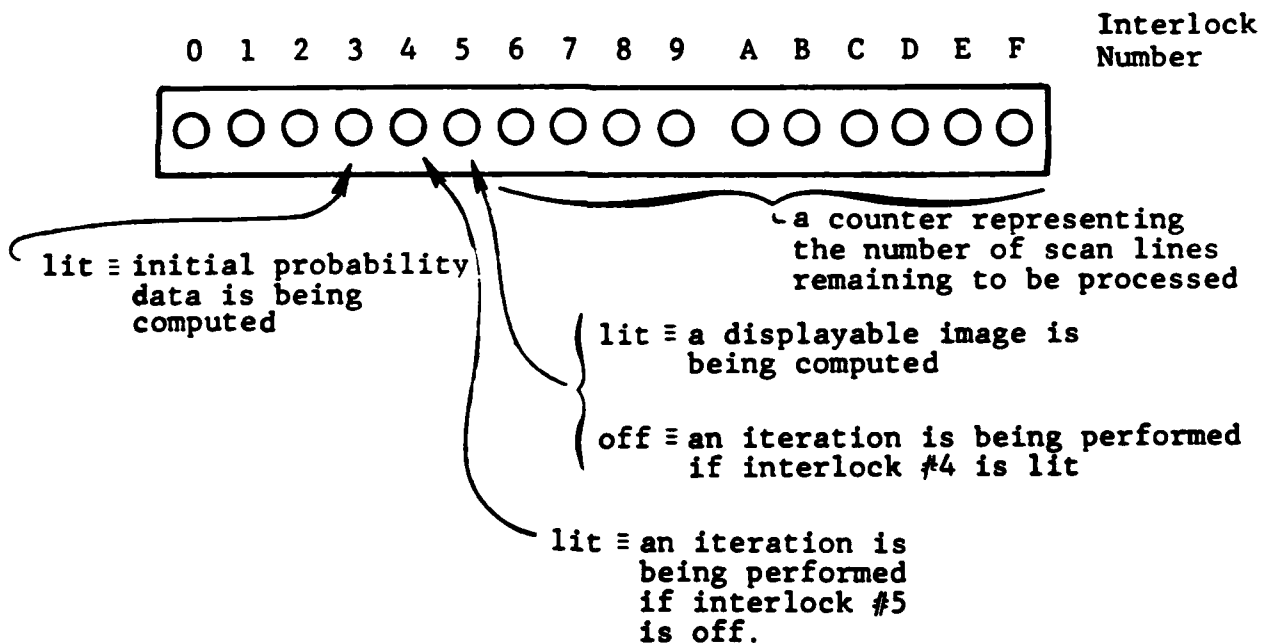 Interlock
Number
0 1 2 3 4 5 6 7 8 9 A B C D E F
a counter representing
the number of scan lines
remaining to be processed
lit ≡ initial probability
data is being
computed
lit ≡ a displayable image is
being computed
off ≡ an iteration is being performed
if interlock #4 is lit
lit ≡ an iteration is
being performed
if interlock #5
is off.